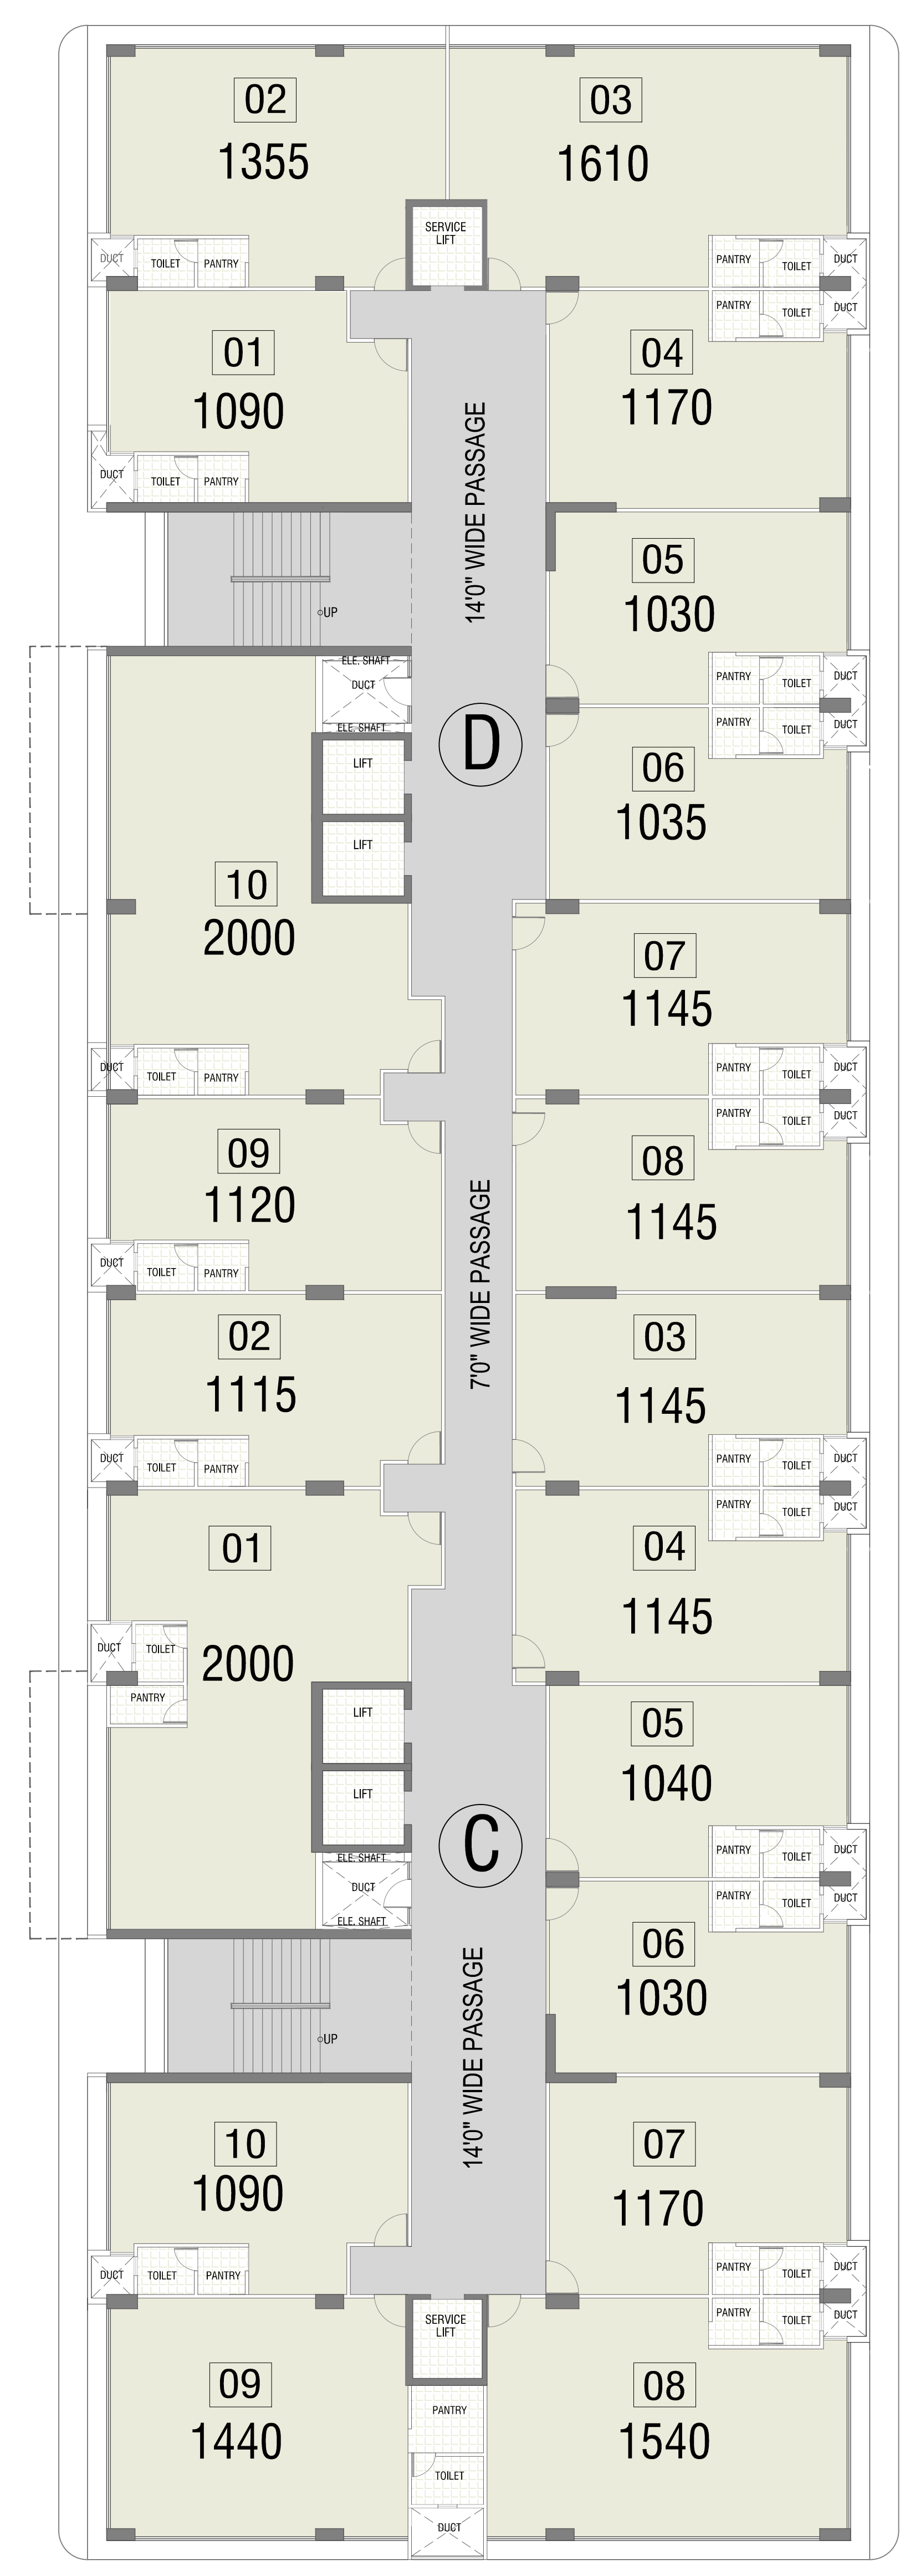 02
1355
03
1610
SERVICE
LIFT
DUCT
TOILET
PANTRY
PANTRY
TOILET
DUCT
PANTRY
TOILET
DUCT
01
1090
04
1170
14'0" WIDE PASSAGE
DUCT
TOILET
PANTRY
05
1030
UP
ELE. SHAFT
DUCT
ELE. SHAFT
PANTRY
TOILET
DUCT
PANTRY
TOILET
DUCT
D
LIFT
06
1035
LIFT
10
2000
07
1145
DUCT
TOILET
PANTRY
PANTRY
TOILET
DUCT
PANTRY
TOILET
DUCT
09
1120
08
1145
7'0" WIDE PASSAGE
DUCT
TOILET
PANTRY
02
1115
03
1145
DUCT
TOILET
PANTRY
PANTRY
TOILET
DUCT
PANTRY
TOILET
DUCT
01
04
1145
DUCT
TOILET
2000
PANTRY
LIFT
05
1040
LIFT
C
PANTRY
TOILET
DUCT
ELE. SHAFT
DUCT
ELE. SHAFT
PANTRY
TOILET
DUCT
06
1030
UP
14'0" WIDE PASSAGE
10
1090
07
1170
DUCT
TOILET
PANTRY
PANTRY
TOILET
DUCT
PANTRY
TOILET
DUCT
SERVICE
LIFT
09
1440
08
1540
PANTRY
TOILET
DUCT